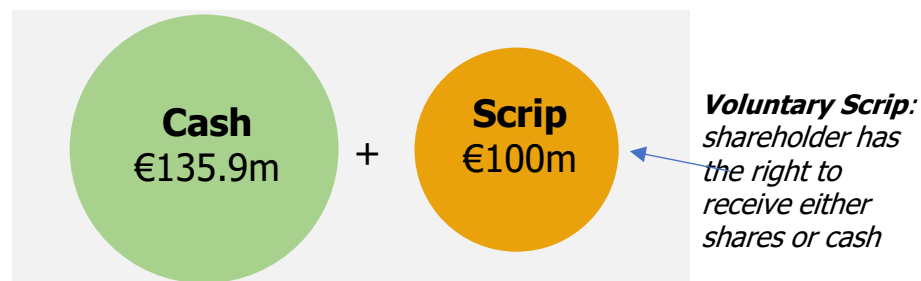 Cash
€135.9m
+
Scrip
€100m
Voluntary Scrip:
shareholder has
the right to
receive either
shares or cash